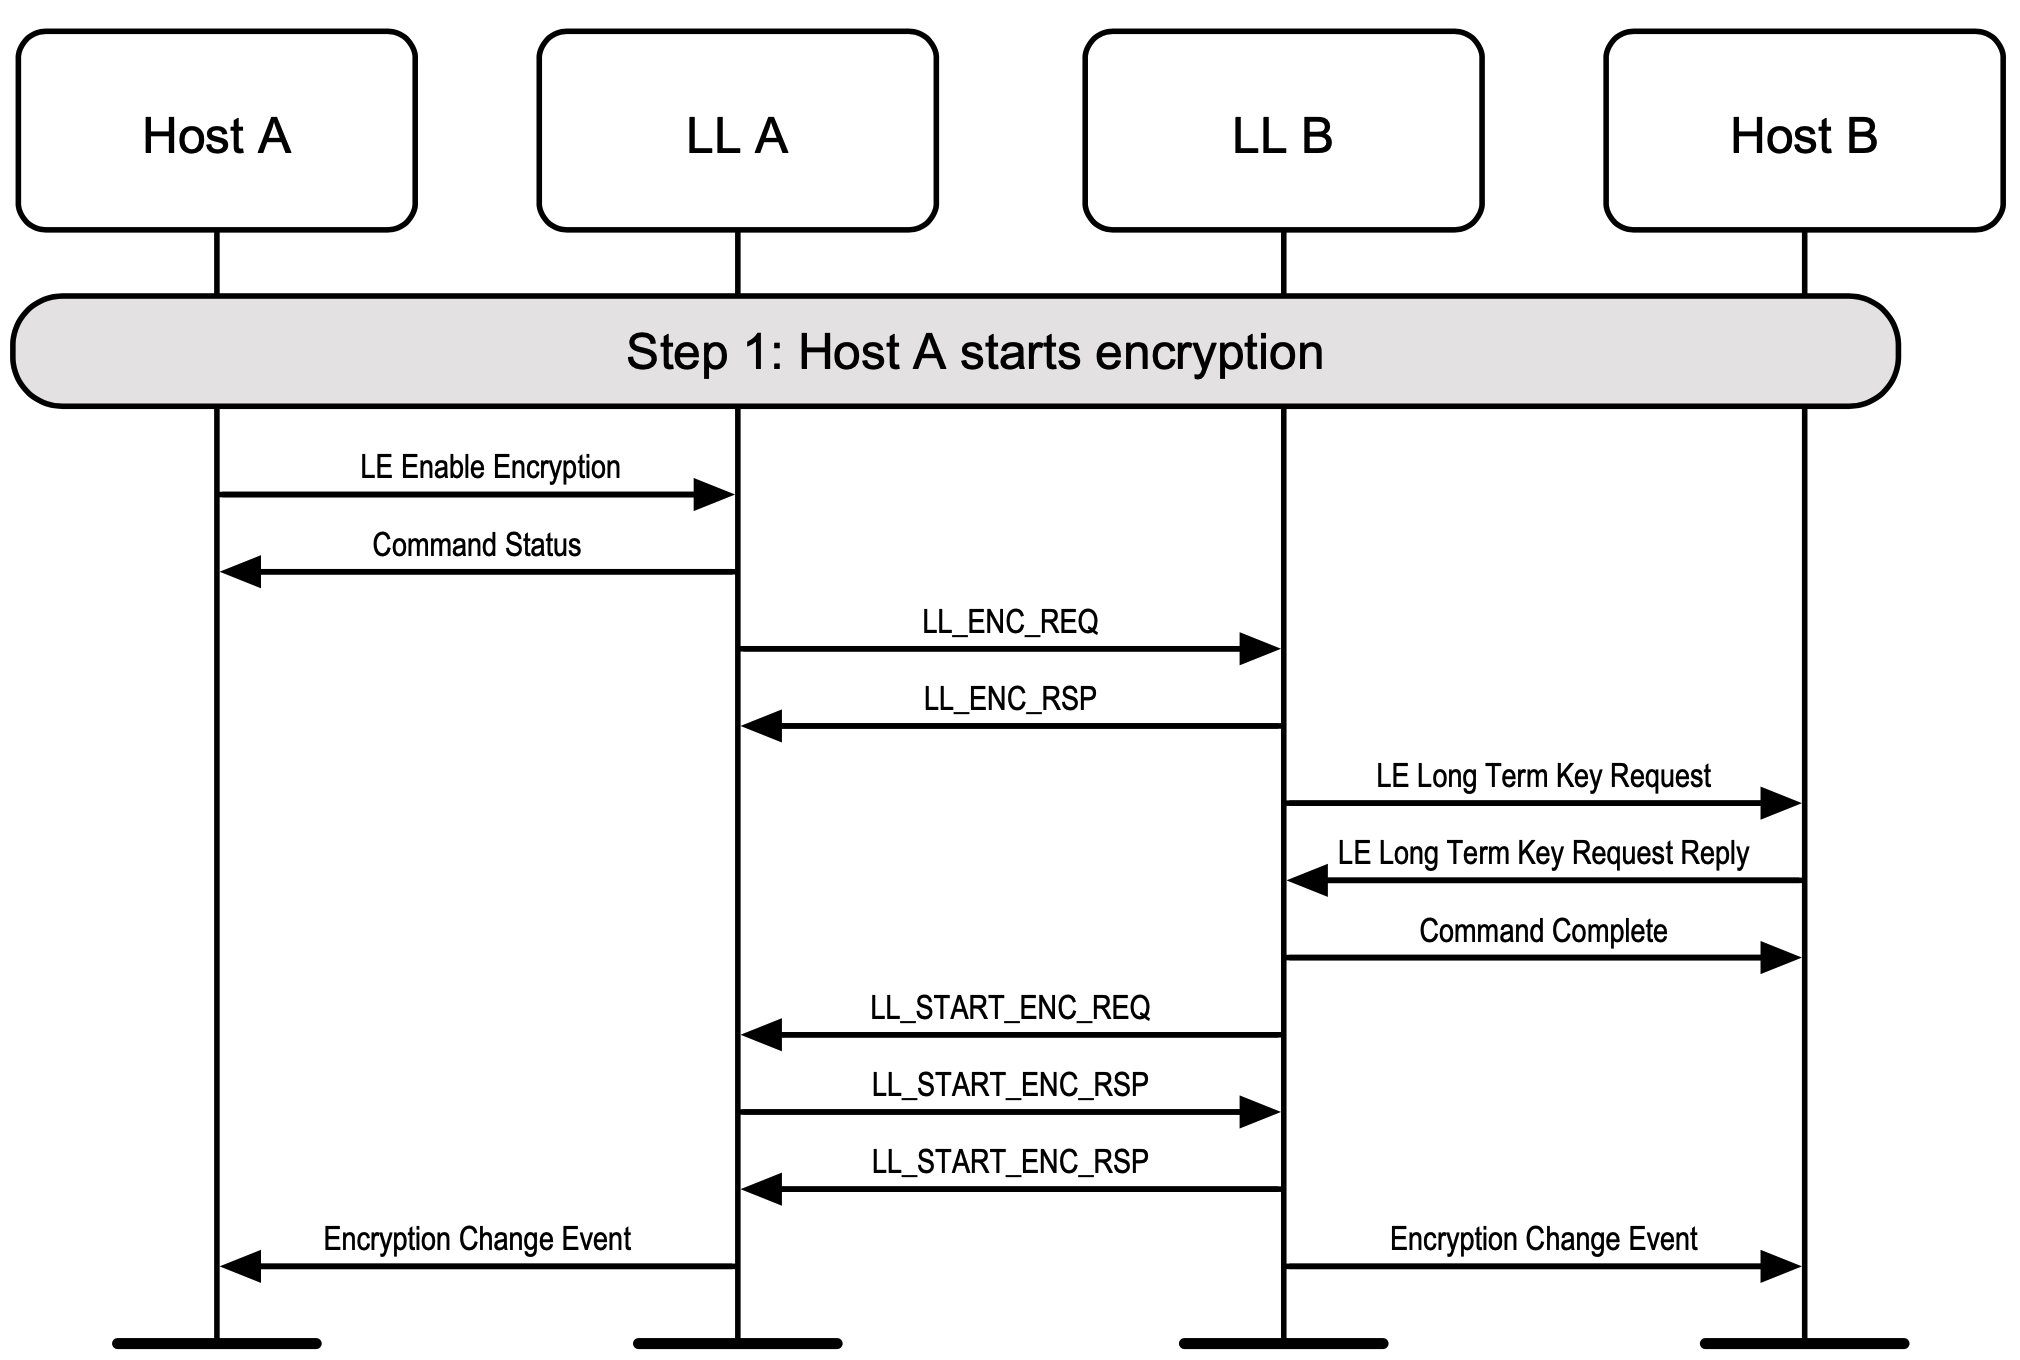 Host A
LL A
LL B
Host B
Step 1: Host A starts encryption
LE Enable Encryption
Command Status
LL_ENC_REQ
LL_ENC_RSP
LE Long Term Key Request
LE Long Term Key Request Reply
Command Complete
LL_START_ENC_REQ
LL_START_ENC_RSP
LL_START_ENC_RSP
Encryption Change Event
Encryption Change Event